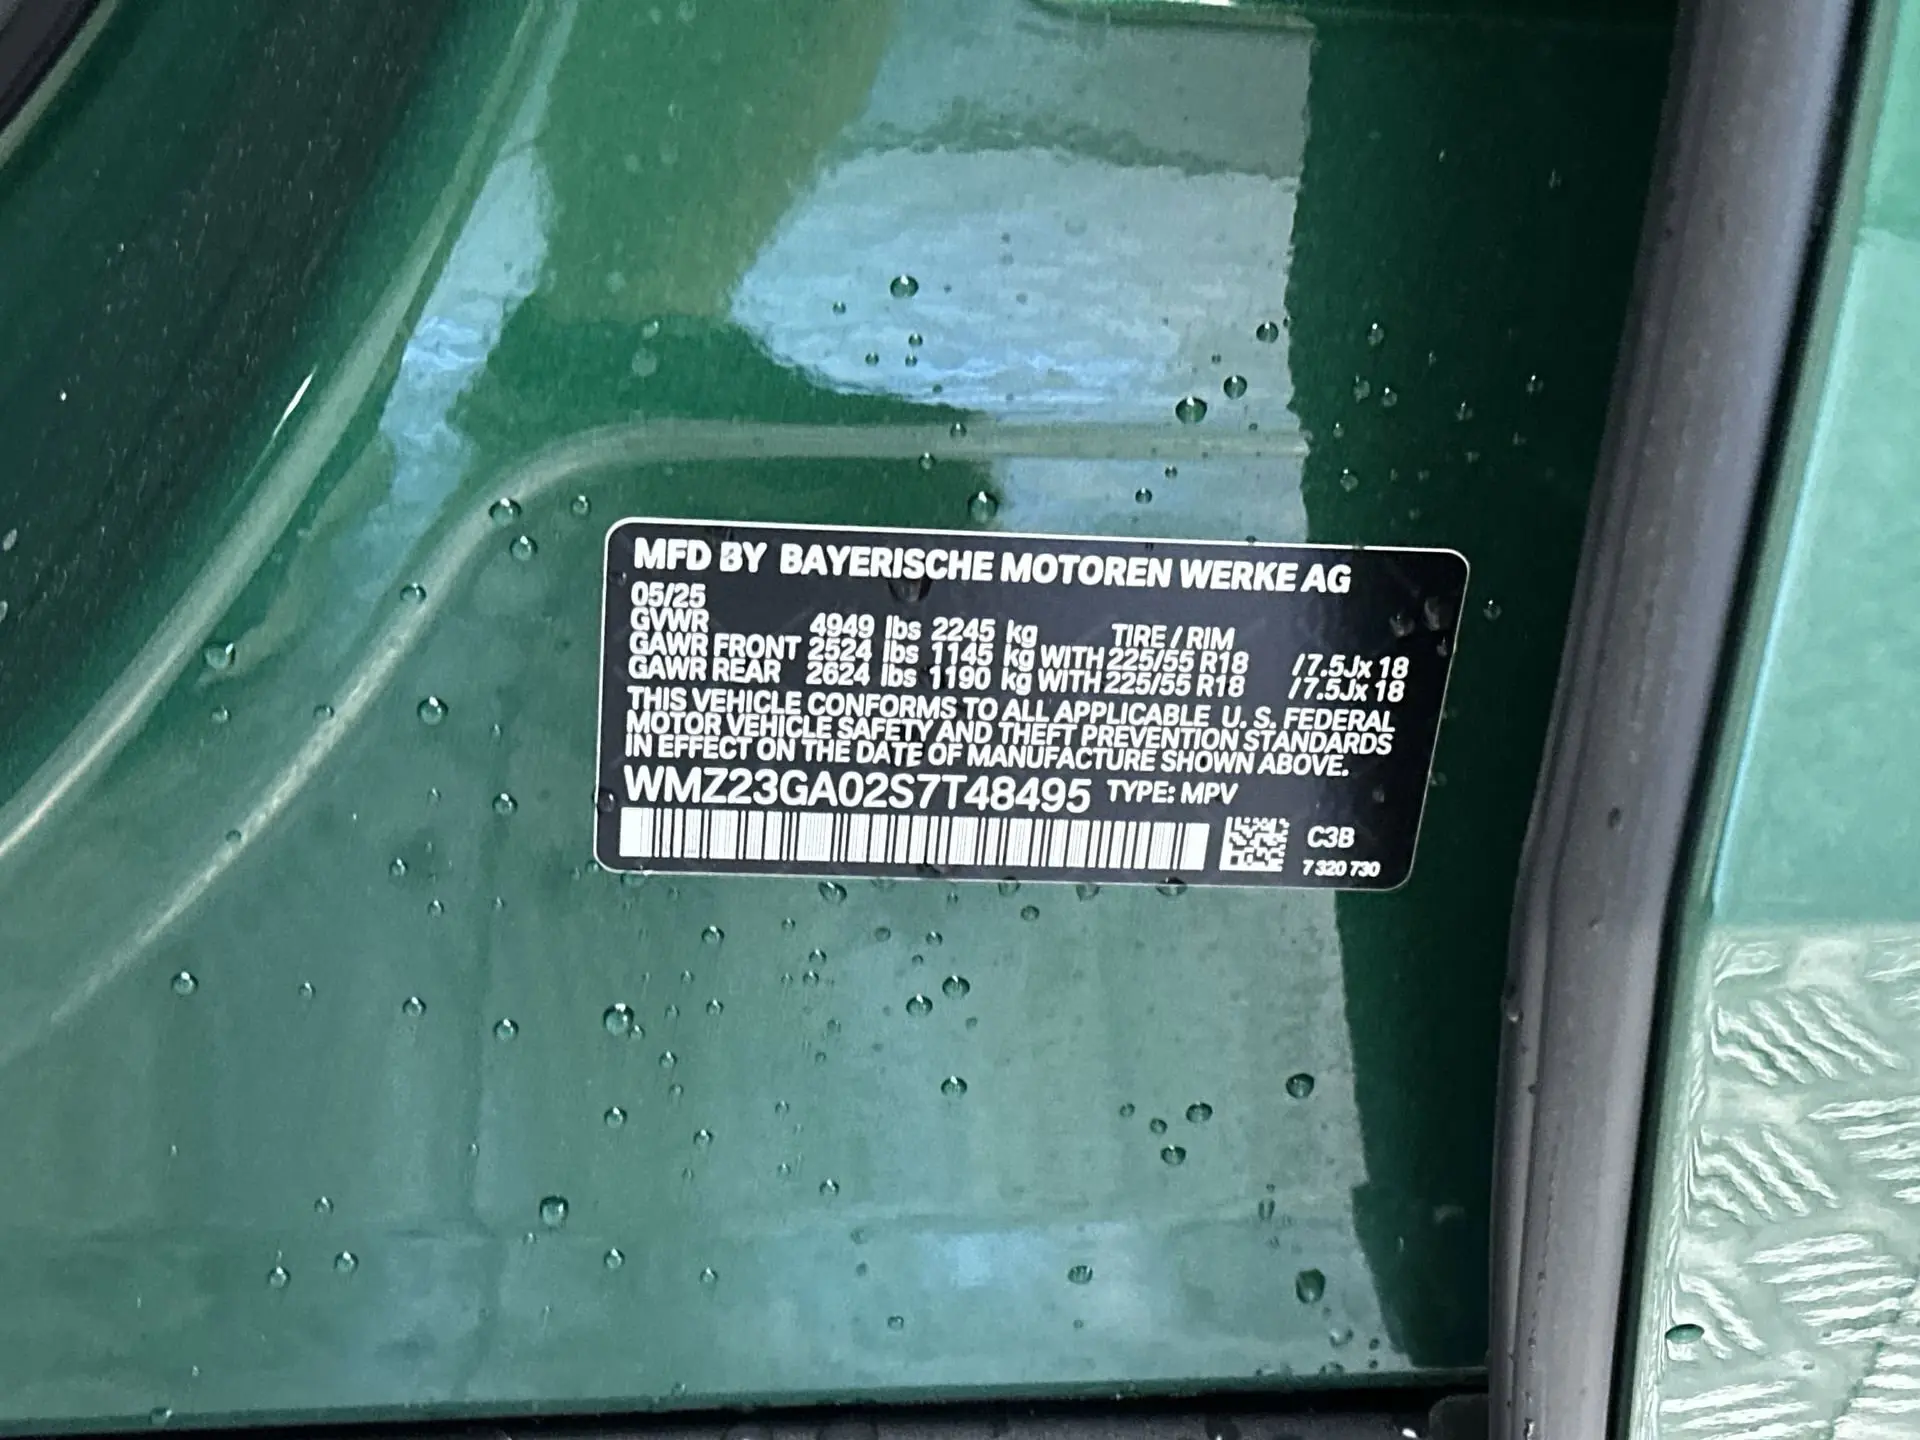 MFD BY BAYERISCHE MOTOREN WERKE AG
05/25
GVWR 4949 lbs 2245 kg TIRE / RIM
GAWR FRONT 2524 lbs 1145 kg WITH 225/55 R18 / 7.5Jx 18
GAWR REAR 2624 lbs 1190 kg WITH 225/55 R18 / 7.5Jx 18
THIS VEHICLE CONFORMS TO ALL APPLICABLE U. S. FEDERAL
MOTOR VEHICLE SAFETY AND THEFT PREVENTION STANDARDS
IN EFFECT ON THE DATE OF MANUFACTURE SHOWN ABOVE.
WMZ23GA02S7T48495 TYPE: MPV
C3B
7 320 730